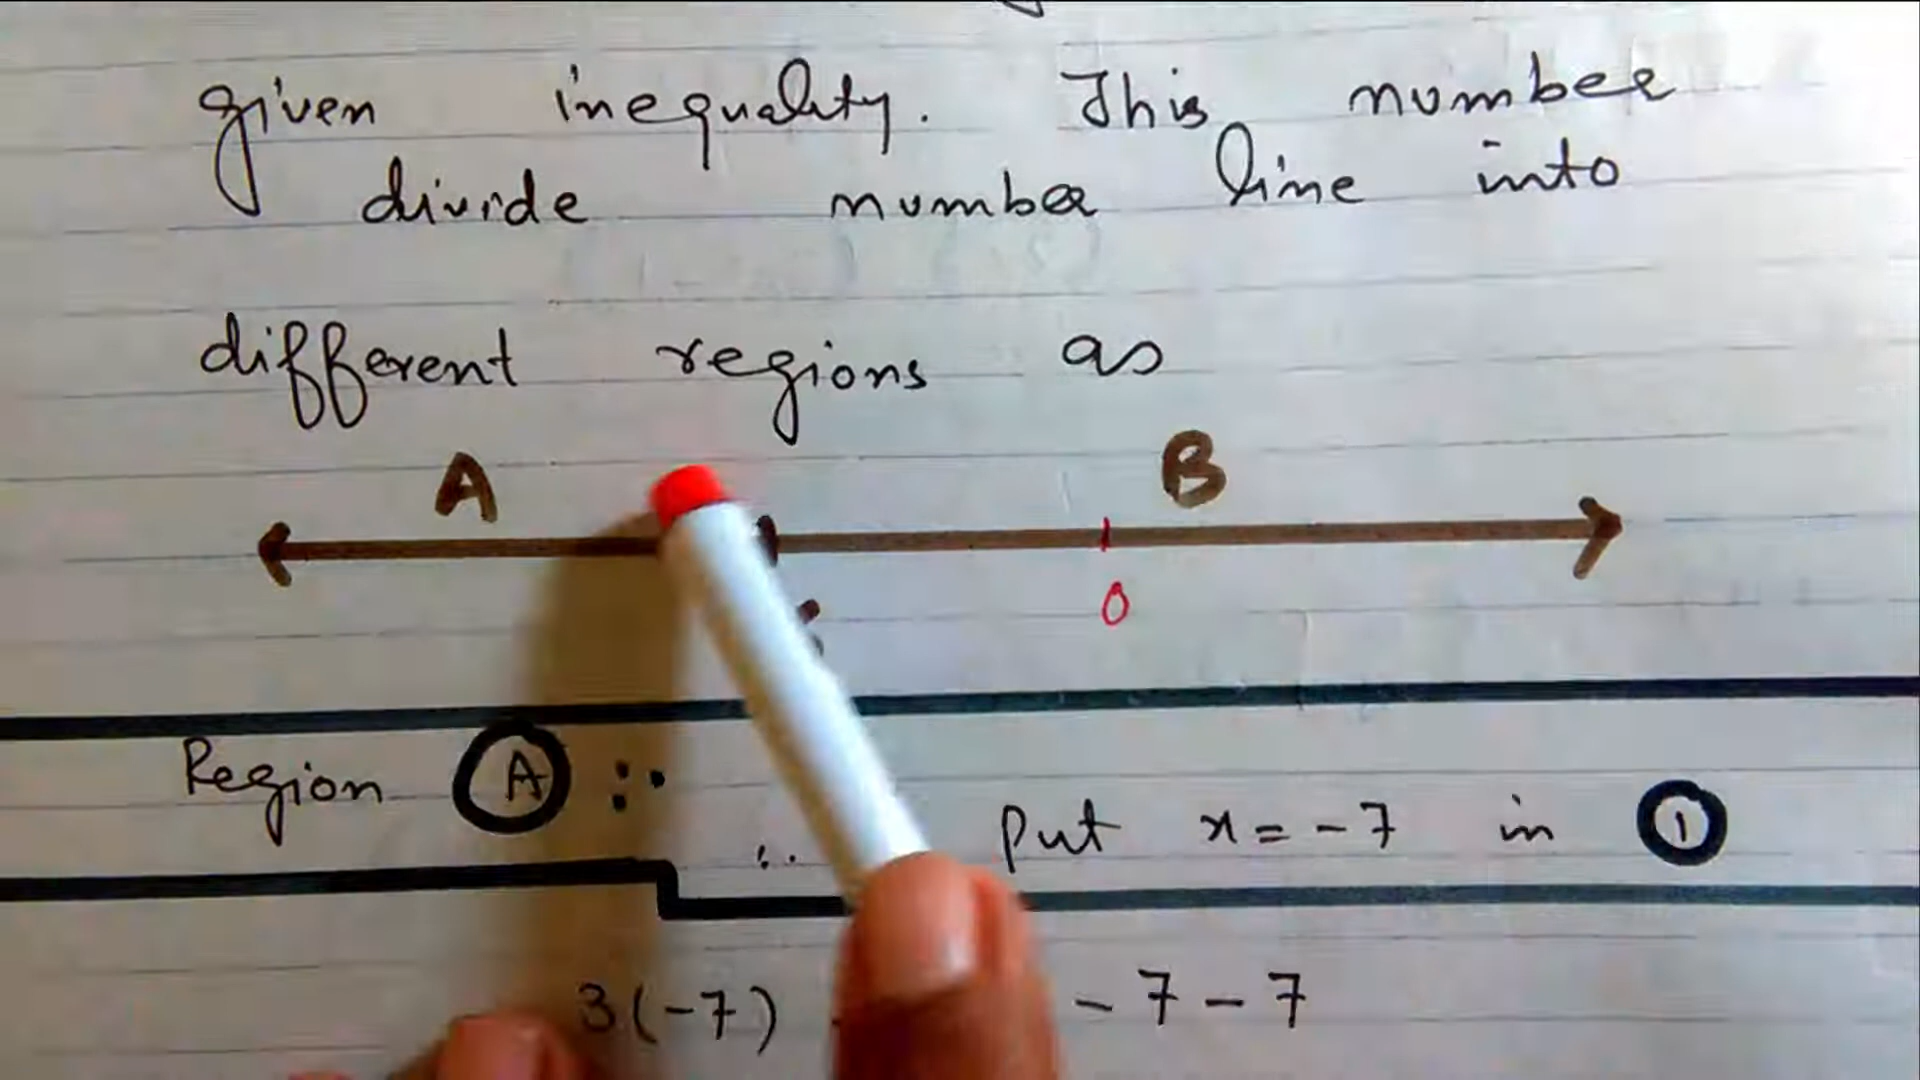 given inequality. This number
divide number line into
different regions as
A B
0
Region A :
∴ Put x = -7 in 1
3(-7) -7-7